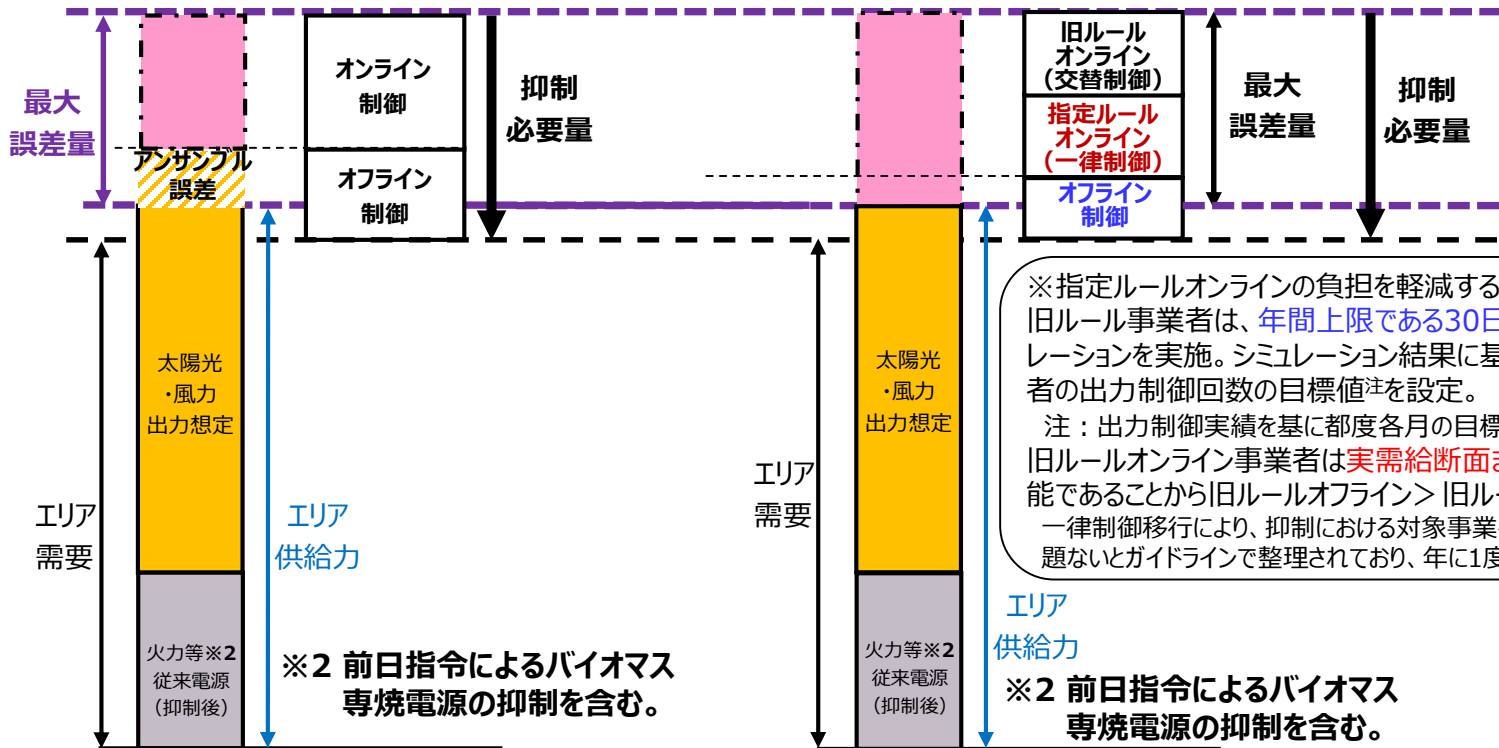 最大
誤差量
アンサンブル
誤差
オンライン
制御
オフライン
制御
抑制
必要量
太陽光
・風力
出力想定
エリア
需要
エリア
供給力
火力等※2
従来電源
(抑制後)
※2 前日指令によるバイオマス
専焼電源の抑制を含む。
旧ルール
オンライン
(交替制御)
指定ルール
オンライン
(一律制御)
オフライン
制御
最大
誤差量
抑制
必要量
太陽光
・風力
出力想定
エリア
需要
※指定ルールオンラインの負担を軽減する
旧ルール事業者は、年間上限である30日
レーションを実施。シミュレーション結果に基
者の出力制御回数の目標値注を設定。
注：出力制御実績を基に都度各月の目標
旧ルールオンライン事業者は実需給断面ま
能であることから旧ルールオフライン＞旧ルー
一律制御移行により、抑制における対象事業
題ないとガイドラインで整理されており、年に1度
エリア
供給力
火力等※2
従来電源
(抑制後)
※2 前日指令によるバイオマス
専焼電源の抑制を含む。